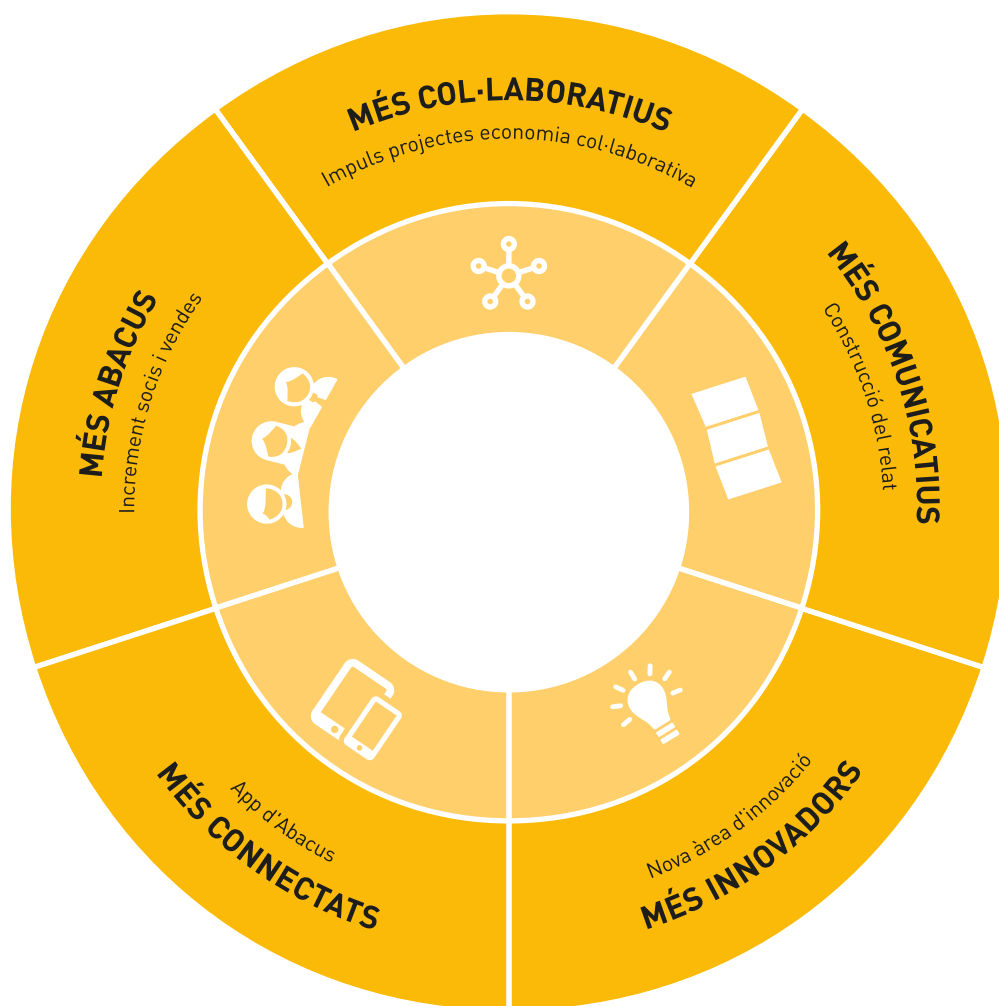 MÉS COL·LABORATIUS
Impuls projectes economia col·laborativa
MÉS COMUNICATIUS
Construcció del relat
Nova àrea d'innovació
MÉS INNOVADORS
App d'Abacus
MÉS CONNECTATS
MÉS ABACUS
Increment socis i vendes